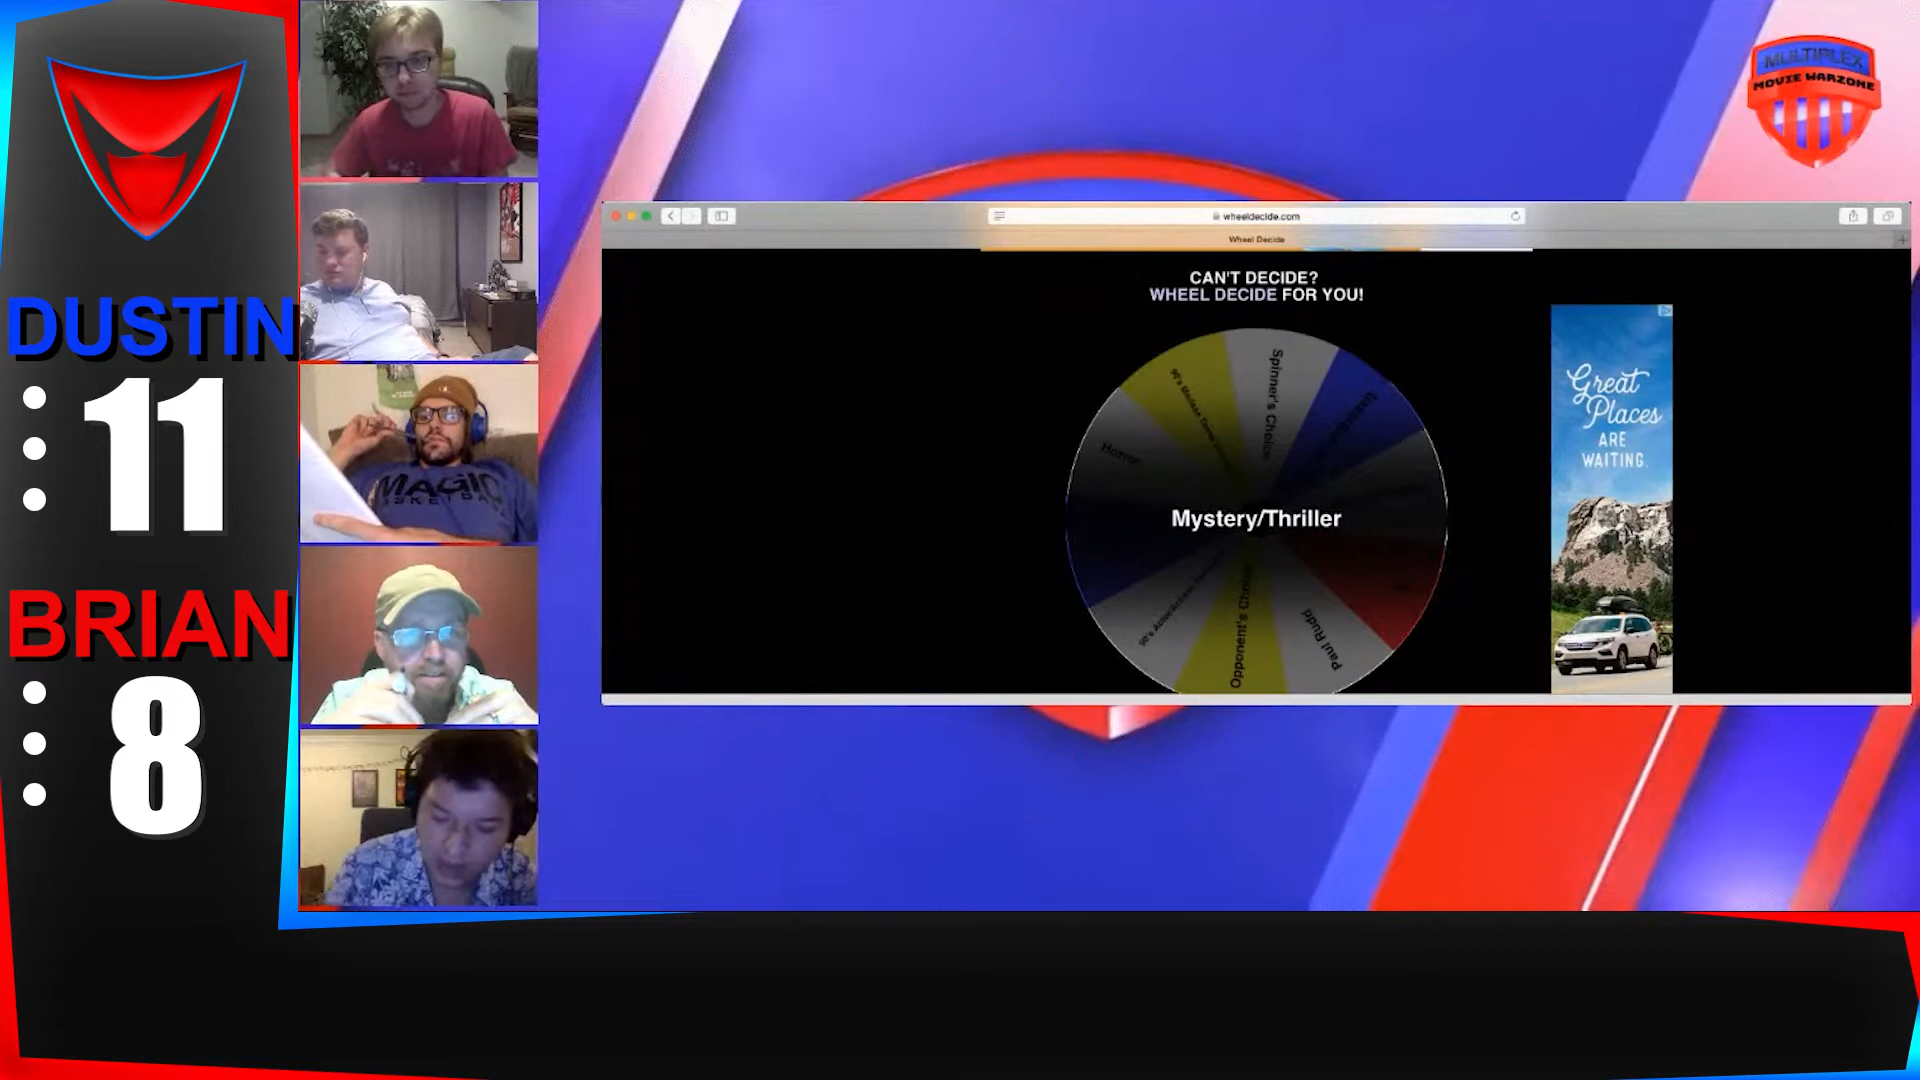 DUSTIN
11
BRIAN
8
MAGIC
MULTIPLEX
MOVIE WARZONE
wheeldecide.com
Wheel Decide
CAN'T DECIDE?
WHEEL DECIDE FOR YOU!
Spinner's Choice
Horror
Mystery/Thriller
Opponent's Choice
Paul Rudd
Great
Places
ARE
WAITING.